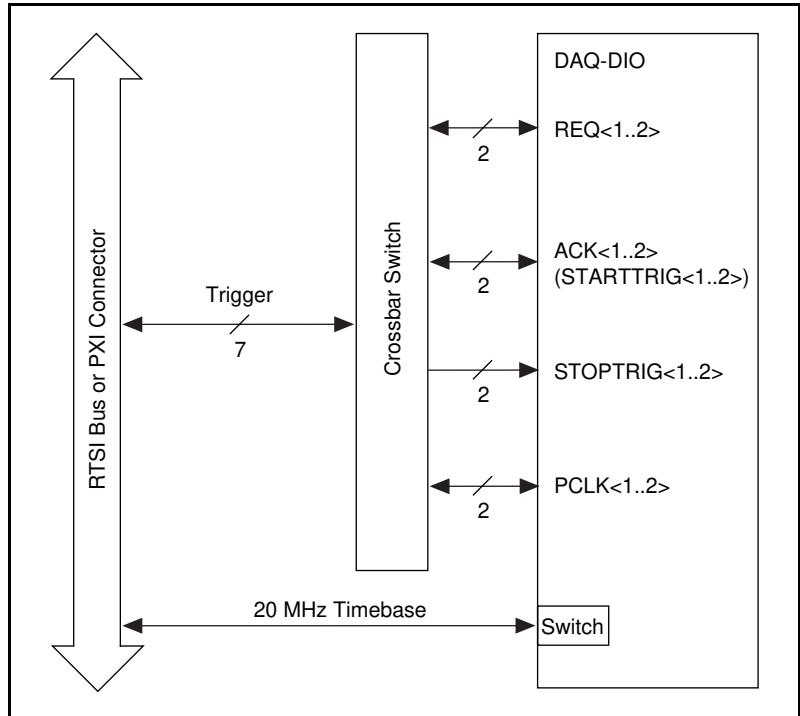 DAQ-DIO
REQ<1..2>
2
ACK<1..2>
(STARTTRIG<1..2>)
2
Trigger
7
STOPTRIG<1..2>
2
PCLK<1..2>
2
RTSI Bus or PXI Connector
Crossbar Switch
20 MHz Timebase
Switch